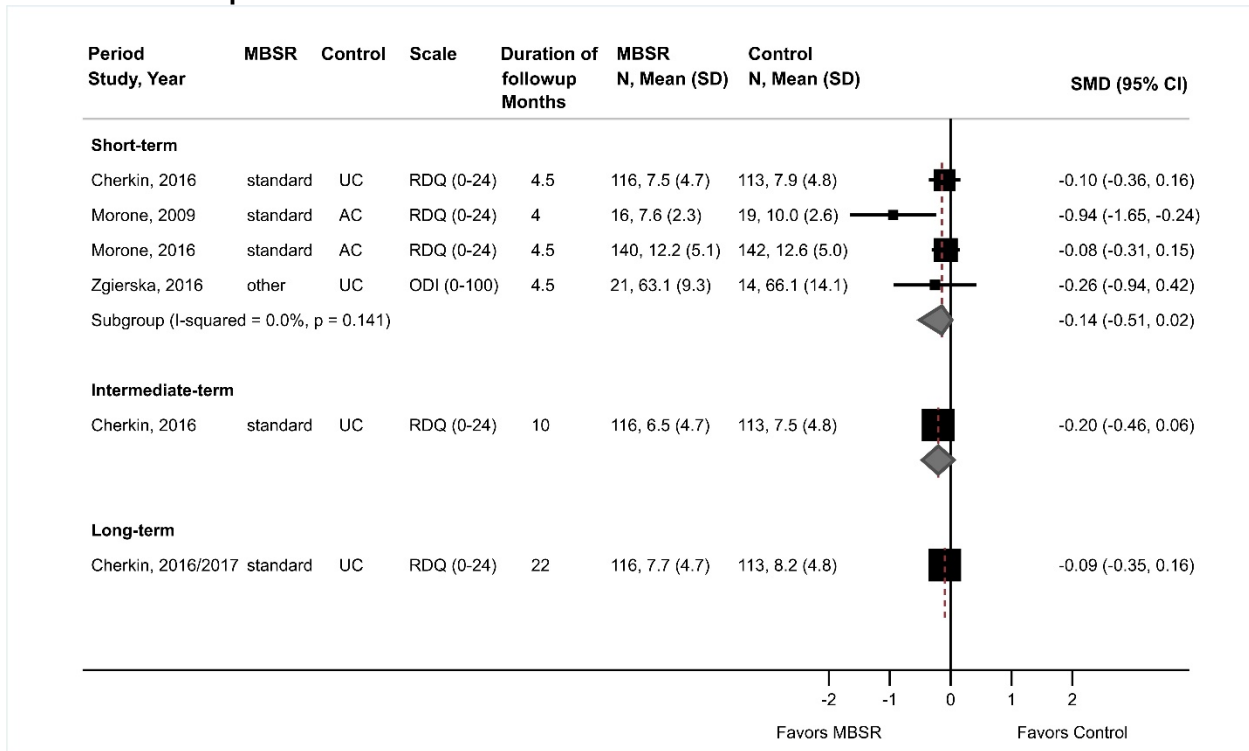 Period MBSR Control Scale Duration of MBSR Control
Study, Year followup N, Mean (SD) N, Mean (SD) SMD (95% CI)
Months
Short-term
Cherkin, 2016 standard UC RDQ (0-24) 4.5 116, 7.5 (4.7) 113, 7.9 (4.8) -0.10 (-0.36, 0.16)
Morone, 2009 standard AC RDQ (0-24) 4 16, 7.6 (2.3) 19, 10.0 (2.6) -0.94 (-1.65, -0.24)
Morone, 2016 standard AC RDQ (0-24) 4.5 140, 12.2 (5.1) 142, 12.6 (5.0) -0.08 (-0.31, 0.15)
Zgierska, 2016 other UC ODI (0-100) 4.5 21, 63.1 (9.3) 14, 66.1 (14.1) -0.26 (-0.94, 0.42)
Subgroup (I-squared = 0.0%, p = 0.141) -0.14 (-0.51, 0.02)
Intermediate-term
Cherkin, 2016 standard UC RDQ (0-24) 10 116, 6.5 (4.7) 113, 7.5 (4.8) -0.20 (-0.46, 0.06)
Long-term
Cherkin, 2016/2017 standard UC RDQ (0-24) 22 116, 7.7 (4.7) 113, 8.2 (4.8) -0.09 (-0.35, 0.16)
-2 -1 0 1 2
Favors MBSR Favors Control